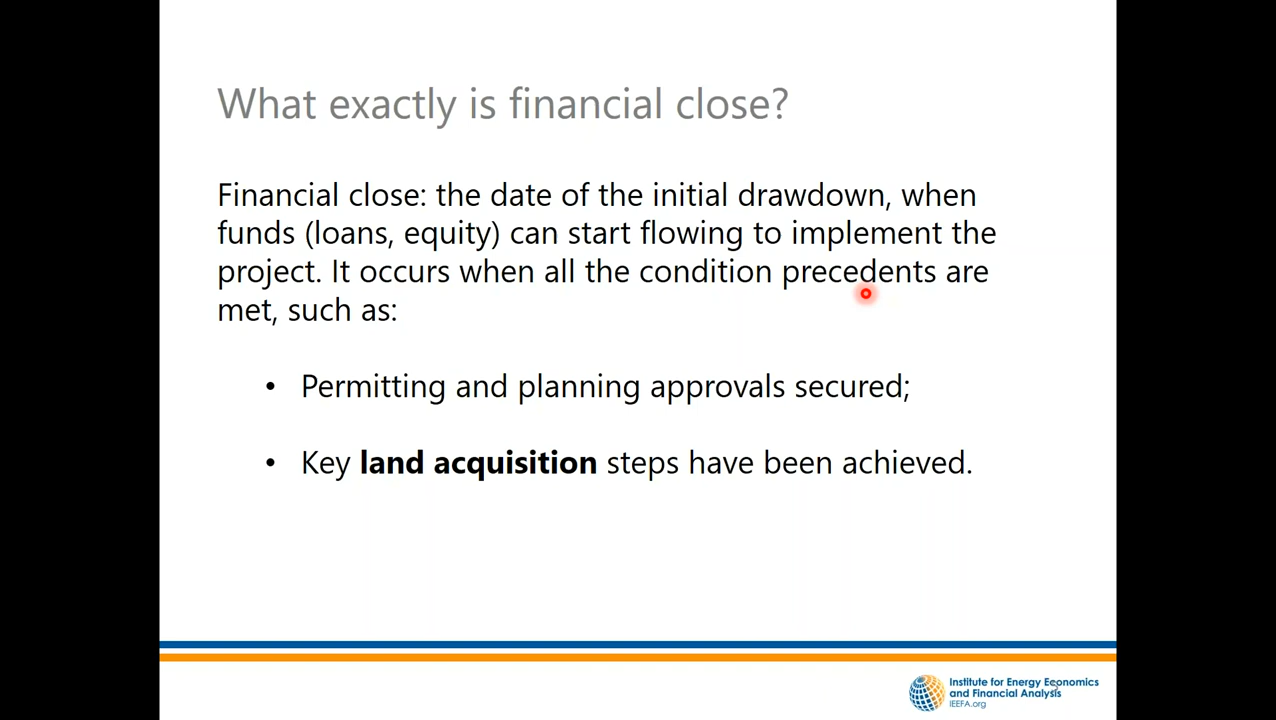 What exactly is financial close?
Financial close: the date of the initial drawdown, when
funds (loans, equity) can start flowing to implement the
project. It occurs when all the condition precedents are
met, such as:
• Permitting and planning approvals secured;
• Key land acquisition steps have been achieved.
Institute for Energy Economics
and Financial Analysis
IEEFA.org